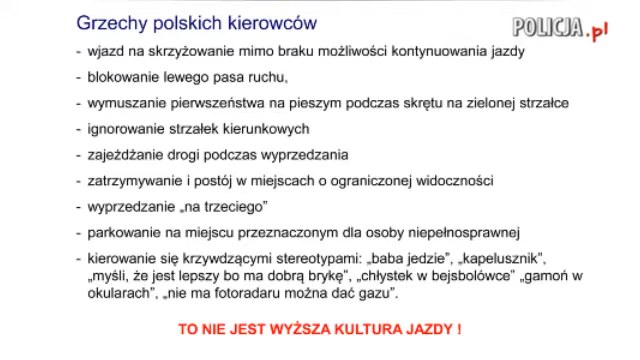 Grzechy polskich kierowców
POLICJA.pl
- wjazd na skrzyżowanie mimo braku możliwości kontynuowania jazdy
- blokowanie lewego pasa ruchu,
- wymuszanie pierwszeństwa na pieszym podczas skrętu na zielonej strzałce
- ignorowanie strzałek kierunkowych
- zajeżdżanie drogi podczas wyprzedzania
- zatrzymywanie i postój w miejscach o ograniczonej widoczności
- wyprzedzanie „na trzeciego”
- parkowanie na miejscu przeznaczonym dla osoby niepełnosprawnej
- kierowanie się krzywdzącymi stereotypami: „baba jedzie”, „kapelusznik”,
„myśli, że jest lepszy bo ma dobrą brykę”, „chłystek w bejsbolówce” „gamoń w
okularach”, „nie ma fotoradaru można dać gazu”.
TO NIE JEST WYŻSZA KULTURA JAZDY !